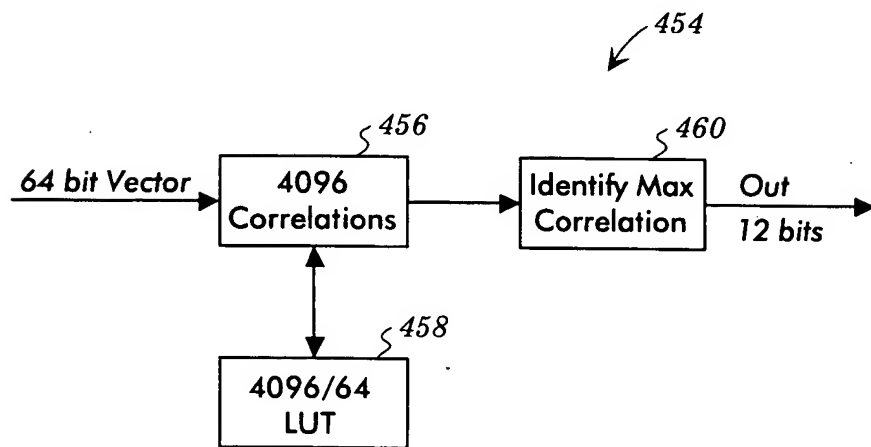 454
456
460
64 bit Vector
4096
Correlations
Identify Max
Correlation
Out
12 bits
458
4096/64
LUT